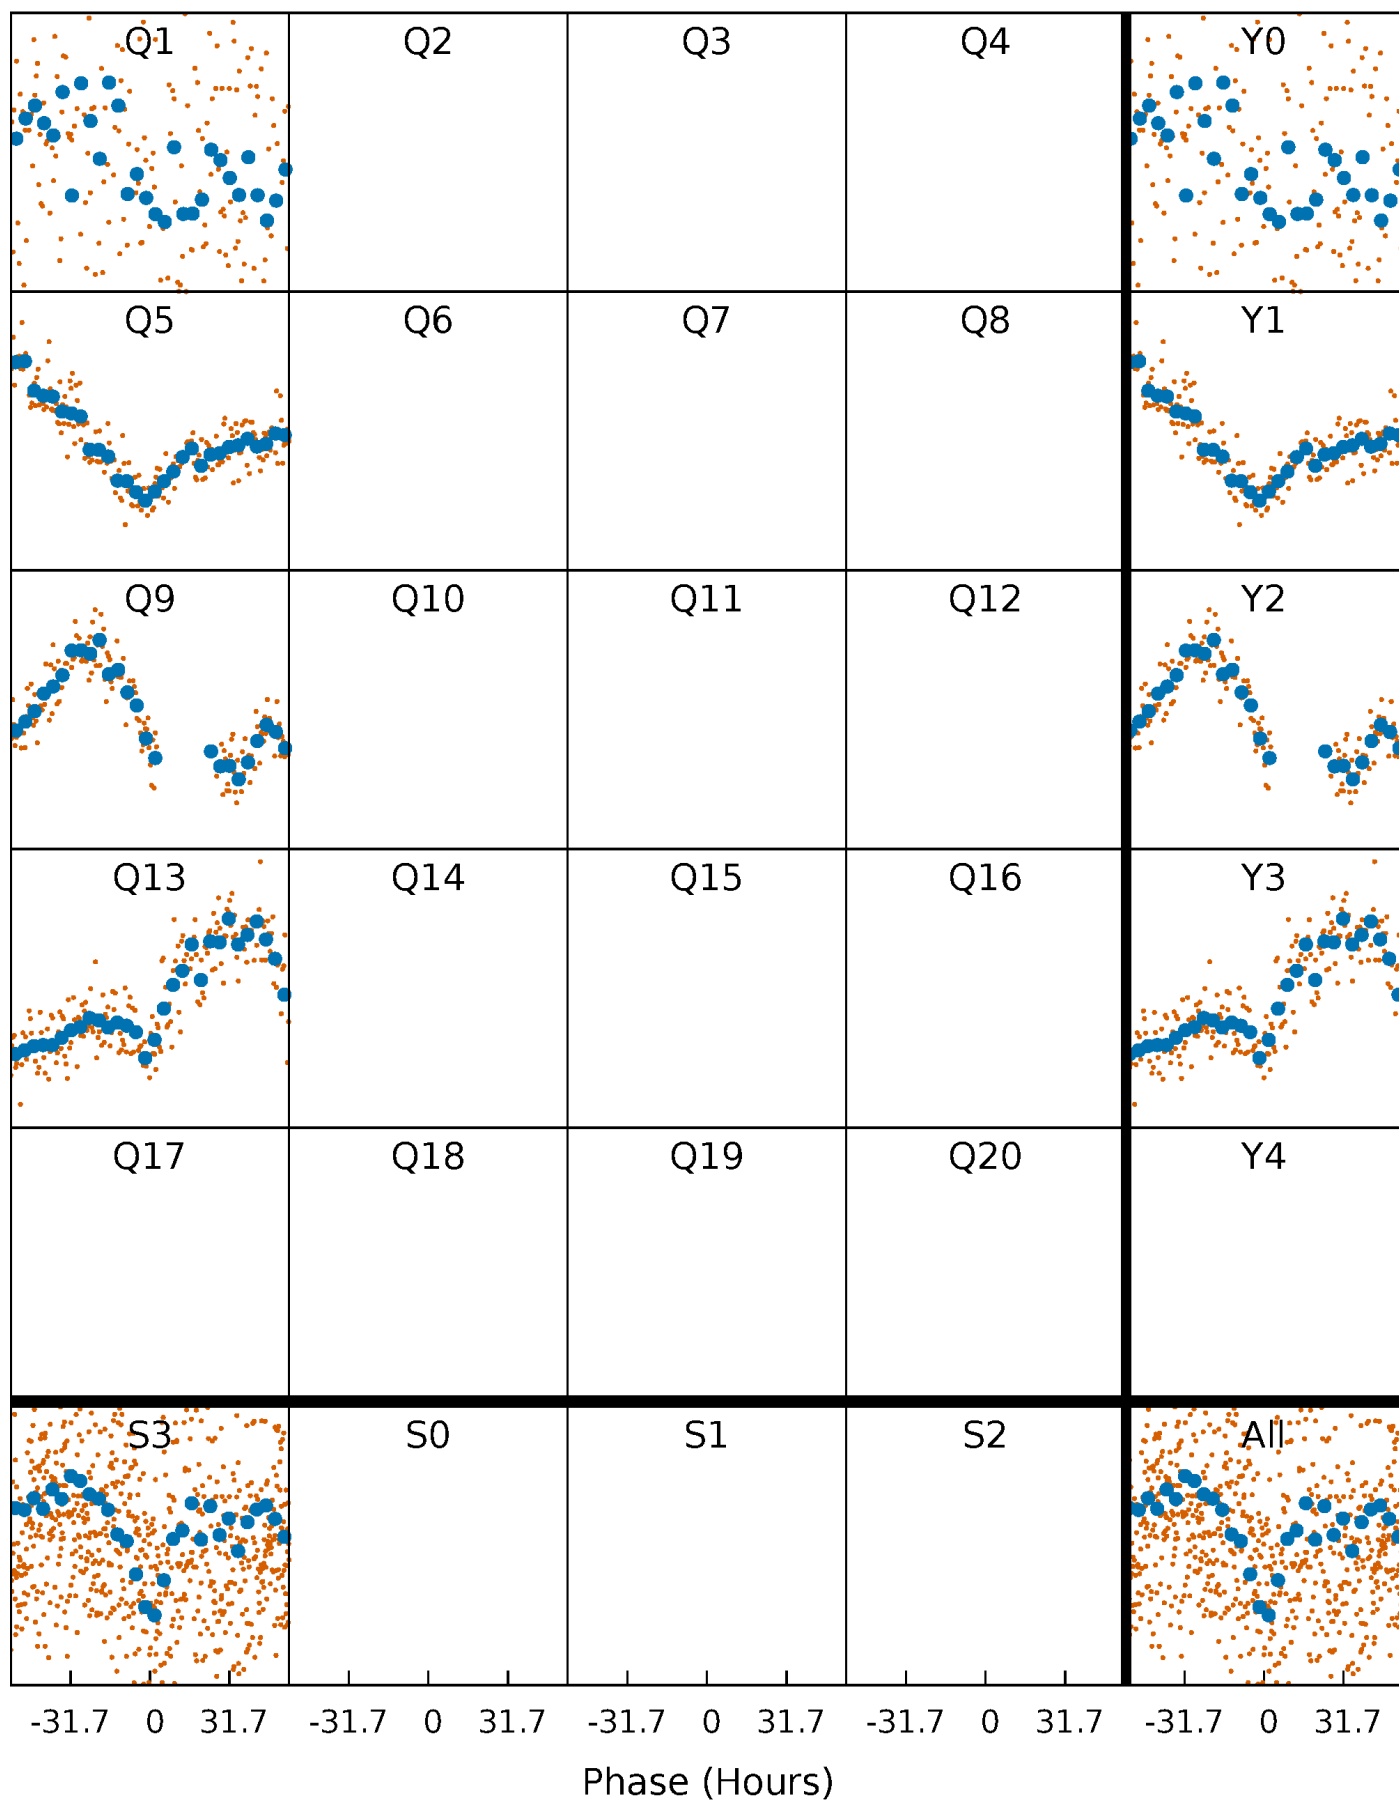 Q1 Q2 Q3 Q4 Y0
Q5 Q6 Q7 Q8 Y1
Q9 Q10 Q11 Q12 Y2
Q13 Q14 Q15 Q16 Y3
Q17 Q18 Q19 Q20 Y4
S3 S0 S1 S2 All
-31.7 0 31.7 -31.7 0 31.7 -31.7 0 31.7 -31.7 0 31.7 -31.7 0 31.7
Phase (Hours)